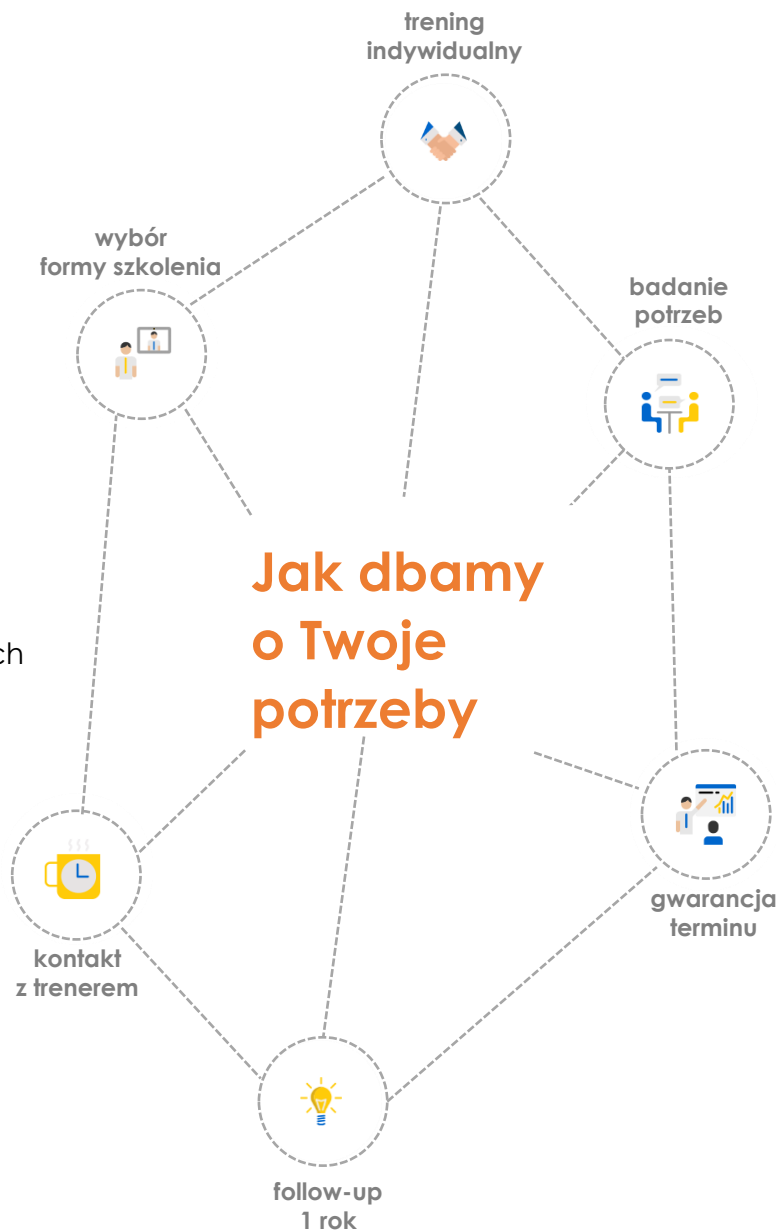 trening
indywidualny
wybór
formy szkolenia
badanie
potrzeb
Jak dbamy
o Twoje
potrzeby
ch
gwarancja
terminu
kontakt
z trenerem
follow-up
1 rok